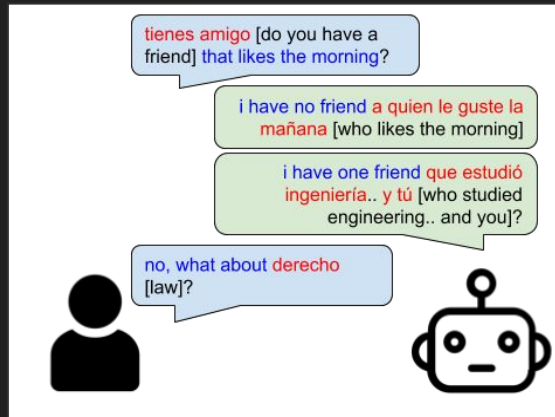 tienes amigo [do you have a
friend] that likes the morning?
i have no friend a quien le guste la
mañana [who likes the morning]
i have one friend que estudió
ingeniería.. y tú [who studied
engineering.. and you]?
no, what about derecho
[law]?